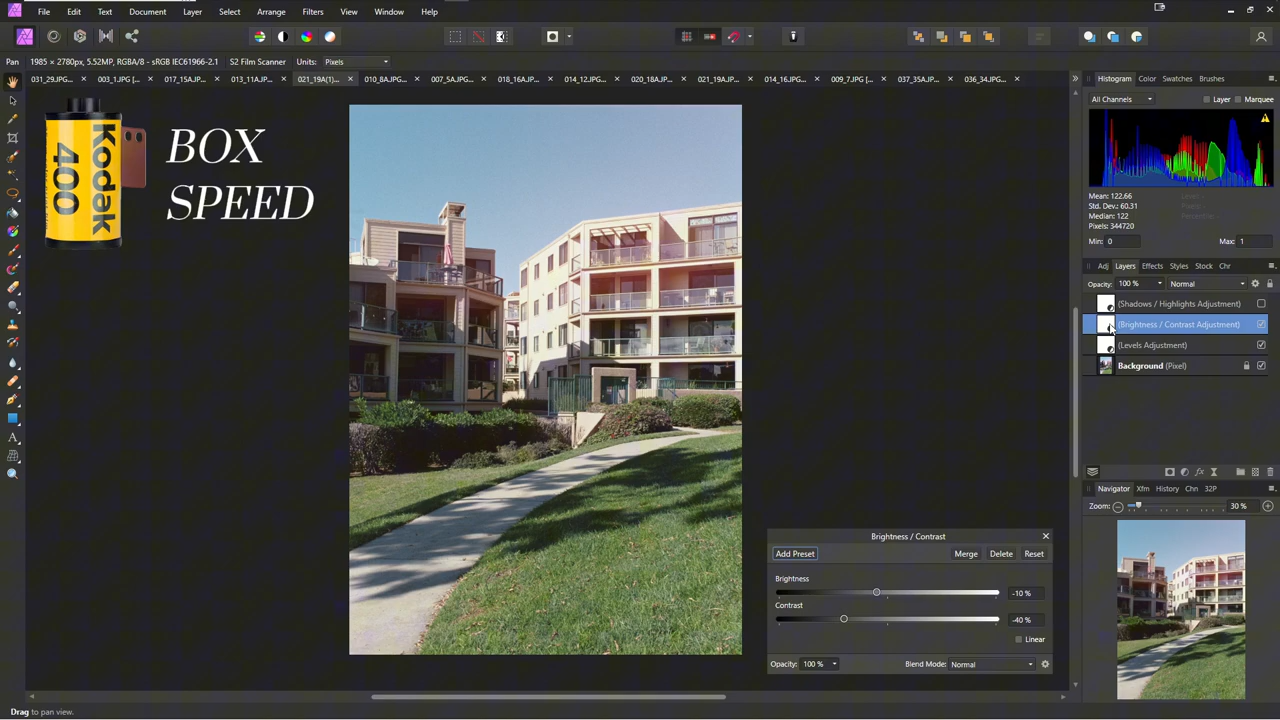 File Edit Text Document Layer Select Arrange Filters View Window Help
Pan 1985 × 2780px, 5.52MP, RGBA/8 - sRGB IEC61966-2.1 S2 Film Scanner Units: Pixels
031_29.JPG... 003_1.JPG [... 017_15A.JP... 013_11A.JP... 021_19A(1)... 010_8A.JPG... 007_5A.JPG... 018_16A.JP... 014_12.JPG... 020_18A.JP... 021_19A.JP... 014_16.JPG... 009_7.JPG [... 037_35A.JP... 036_34.JPG...
Kodak
400
BOX
SPEED
Histogram Color Swatches Brushes
All Channels Layer Marquee
Mean: 122.66
Std. Dev.: 60.31
Median: 122
Pixels: 344720
Min: 0 Max: 1
Adj Layers Effects Styles Stock Chr
Opacity: 100 % Normal
(Shadows / Highlights Adjustment)
(Brightness / Contrast Adjustment)
(Levels Adjustment)
Background (Pixel)
Navigator Xfm History Chn 32P
Zoom: 30 %
Brightness / Contrast
Add Preset Merge Delete Reset
Brightness
-10 %
Contrast
-40 %
Linear
Opacity: 100 % Blend Mode: Normal
Drag to pan view.